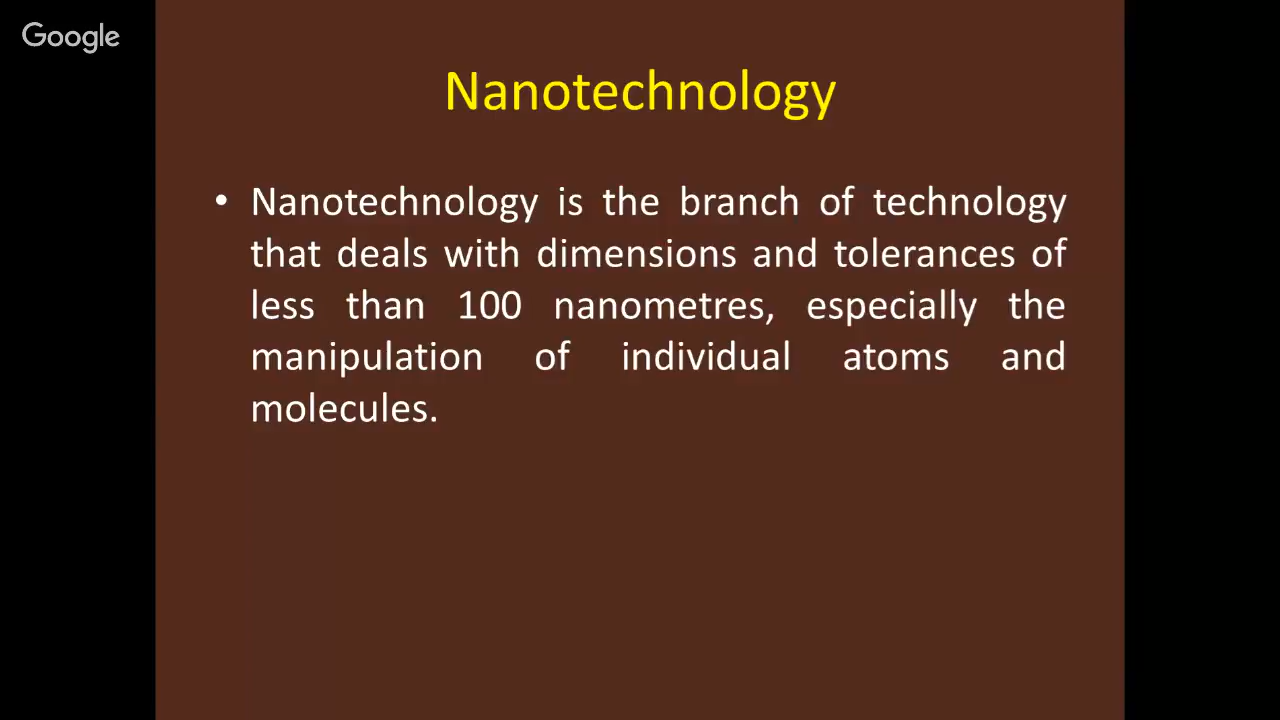 Google
Nanotechnology
• Nanotechnology is the branch of technology
that deals with dimensions and tolerances of
less than 100 nanometres, especially the
manipulation of individual atoms and
molecules.